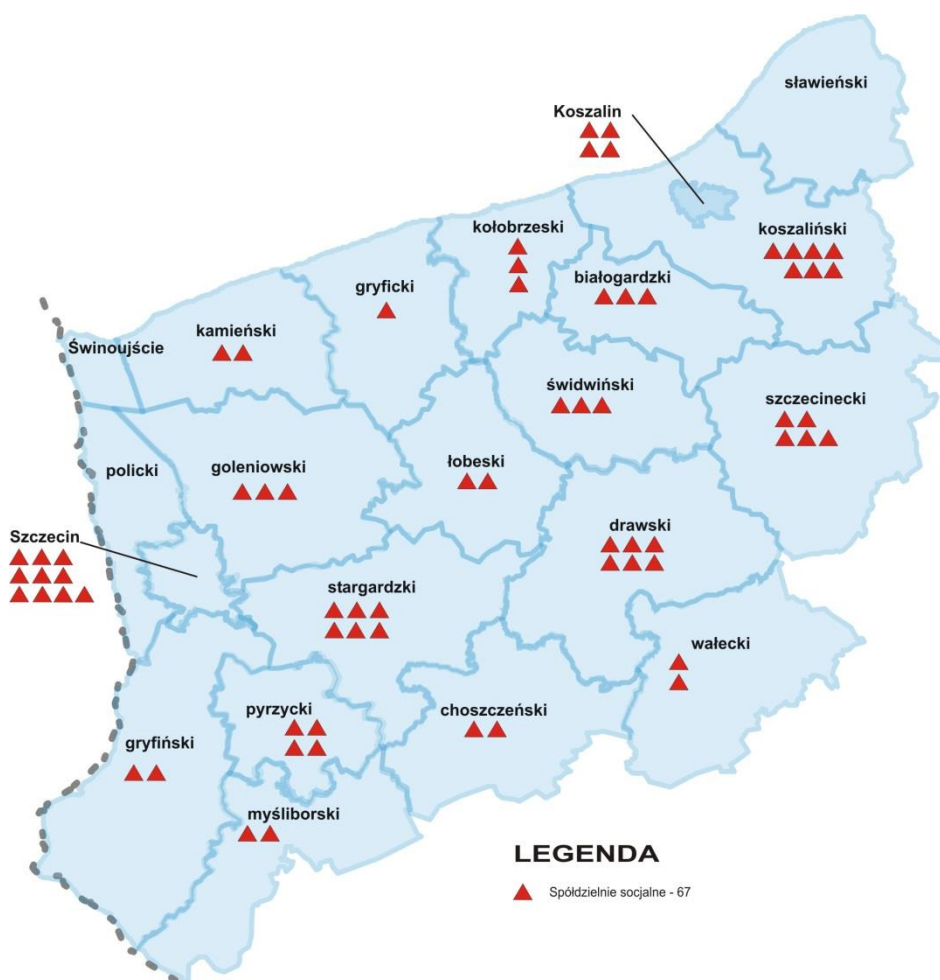 sławieński
Koszalin
kołobrzeski
koszaliński
białogardzki
gryficki
kamieński
Świnoujście
świdwiński
szczecinecki
łobeski
goleniowski
policki
drawski
Szczecin
stargardzki
wałecki
pyrzycki
choszczeński
gryfiński
myśliborski
LEGENDA
Spółdzielnie socjalne - 67